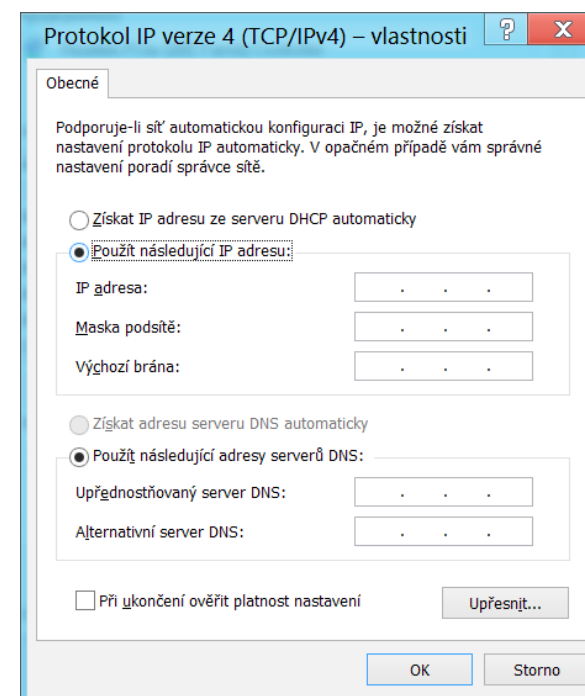 Protokol IP verze 4 (TCP/IPv4) – vlastnosti
Obecné
Podporuje-li síť automatickou konfiguraci IP, je možné získat
nastavení protokolu IP automaticky. V opačném případě vám správné
nastavení poradí správce sítě.
Získat IP adresu ze serveru DHCP automaticky
Použít následující IP adresu:
IP adresa:
Maska podsítě:
Výchozí brána:
Získat adresu serveru DNS automaticky
Použít následující adresy serverů DNS:
Upřednostňovaný server DNS:
Alternativní server DNS:
Při ukončení ověřit platnost nastavení
Upřesnit...
OK
Storno